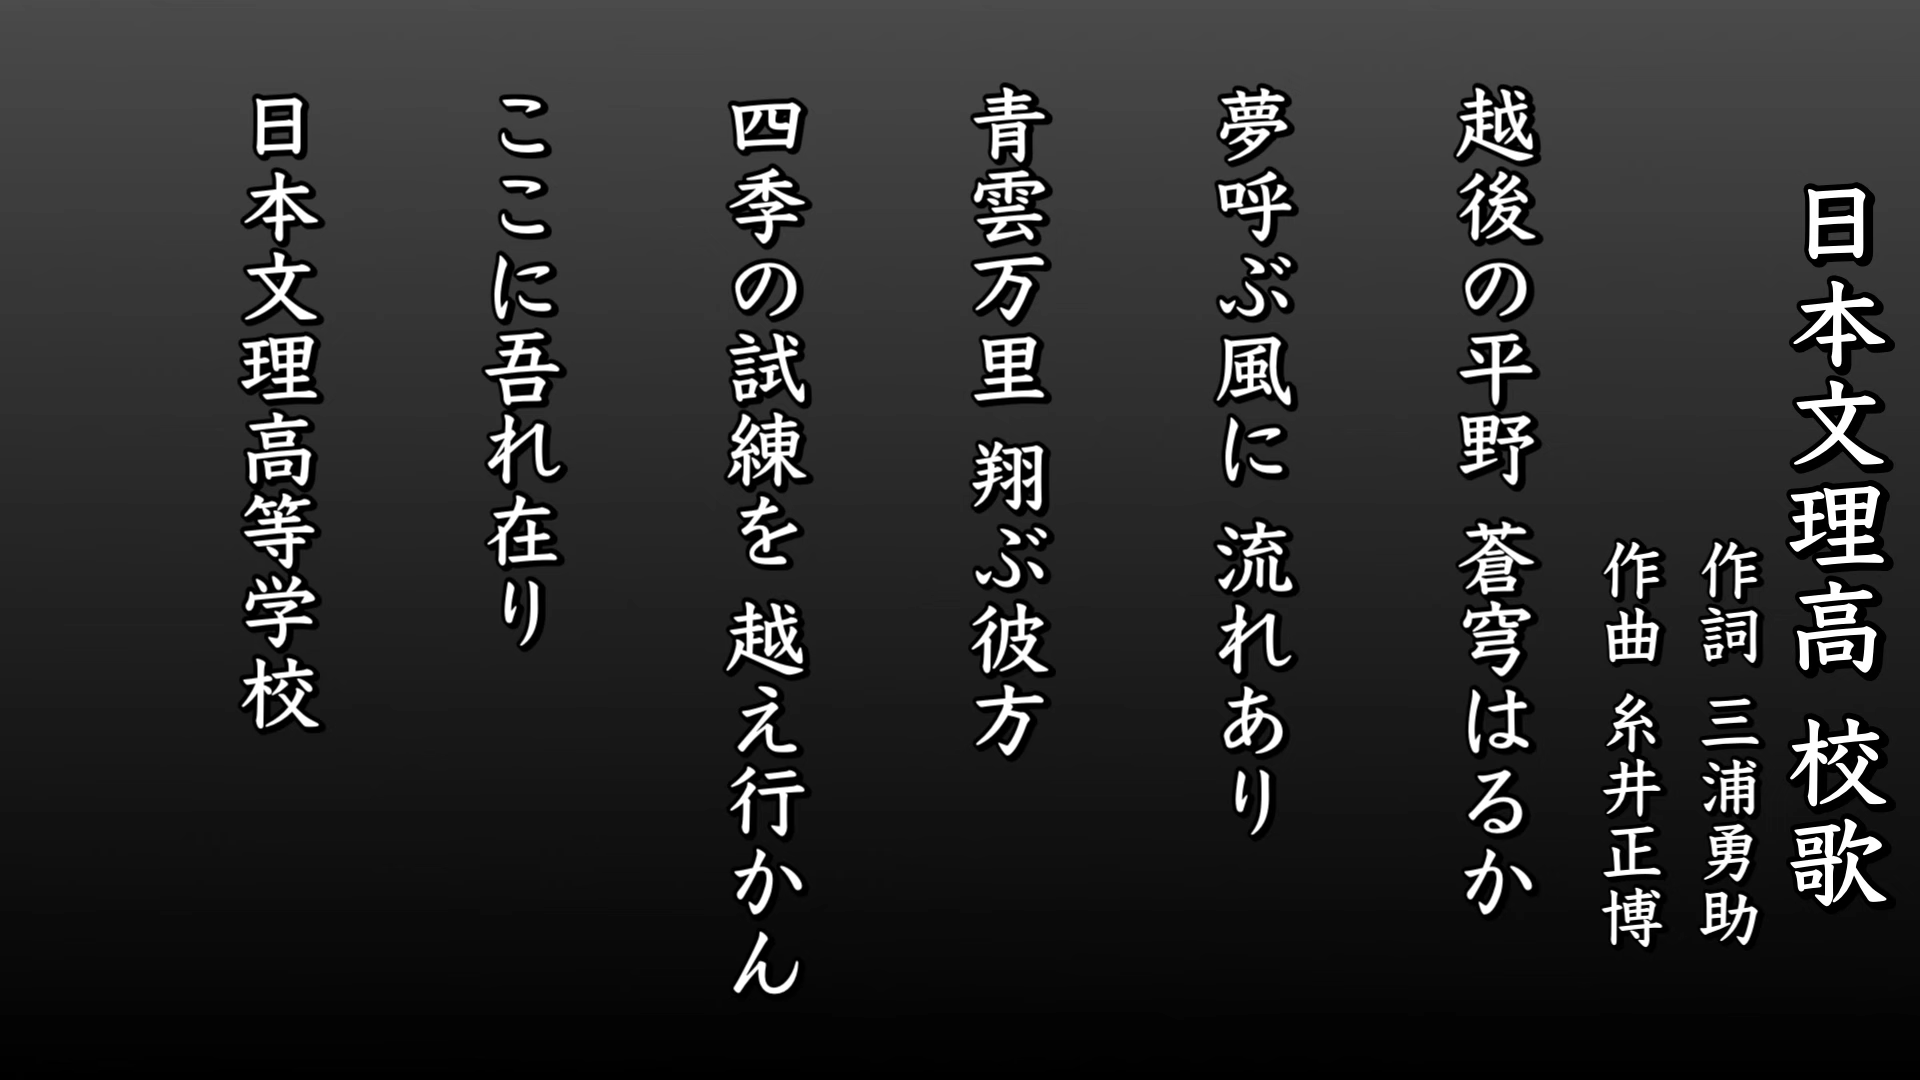 日本文理高 校歌
作詞 三浦勇助
作曲 糸井正博
越後の平野 蒼穹はるか
夢呼ぶ風に 流れあり
青雲万里 翔ぶ彼方
四季の試練を 越え行かん
ここに吾れ在り
日本文理高等学校